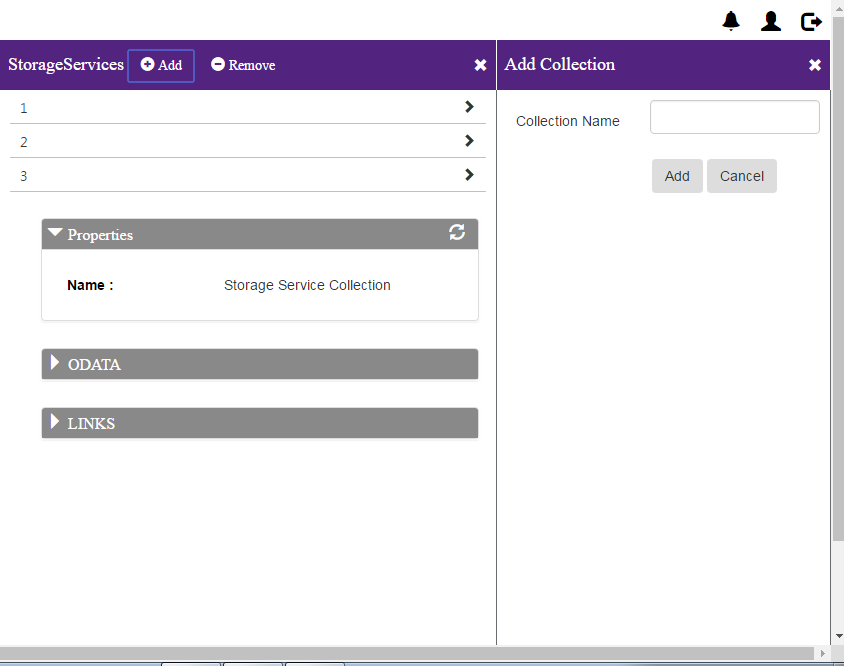 StorageServices Add Remove
1
2
3
Properties
Name : Storage Service Collection
ODATA
LINKS
Add Collection
Collection Name
Add Cancel